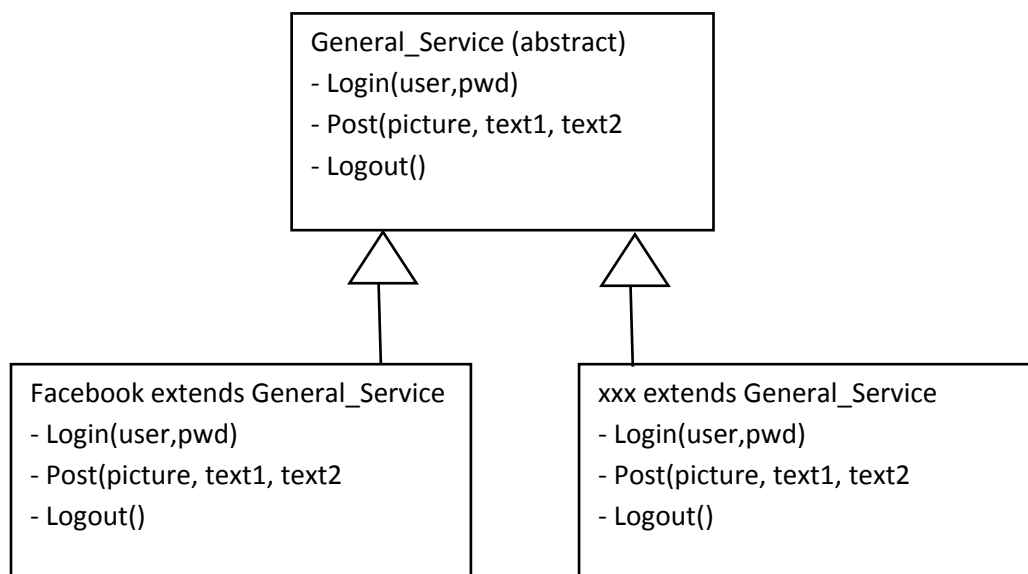 General_Service (abstract)
- Login(user,pwd)
- Post(picture, text1, text2
- Logout()
Facebook extends General_Service
- Login(user,pwd)
- Post(picture, text1, text2
- Logout()
xxx extends General_Service
- Login(user,pwd)
- Post(picture, text1, text2
- Logout()